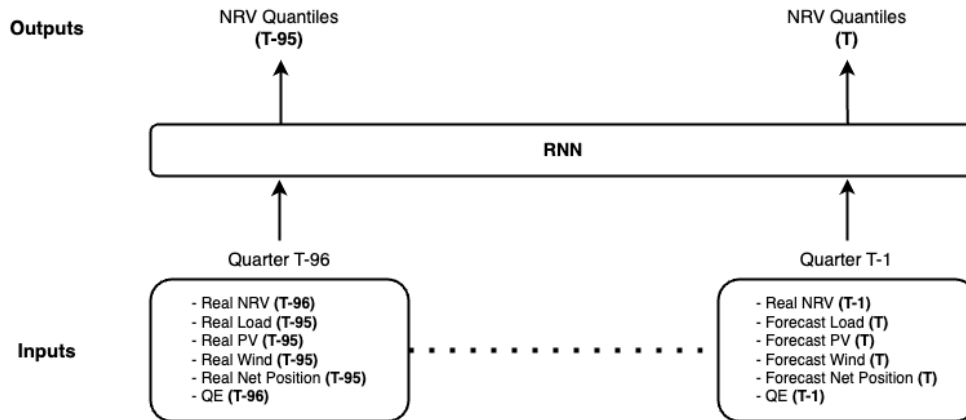 Outputs
NRV Quantiles
(T-95)
NRV Quantiles
(T)
RNN
Quarter T-96
Quarter T-1
Inputs
- Real NRV (T-96)
- Real Load (T-95)
- Real PV (T-95)
- Real Wind (T-95)
- Real Net Position (T-95)
- QE (T-96)
- Real NRV (T-1)
- Forecast Load (T)
- Forecast PV (T)
- Forecast Wind (T)
- Forecast Net Position (T)
- QE (T-1)